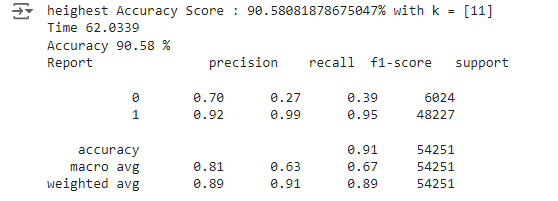 heighest Accuracy Score : 90.58081878675047% with k = [11]
Time 62.0339
Accuracy 90.58 %
Report precision recall f1-score support
0 0.70 0.27 0.39 6024
1 0.92 0.99 0.95 48227
accuracy 0.91 54251
macro avg 0.81 0.63 0.67 54251
weighted avg 0.89 0.91 0.89 54251